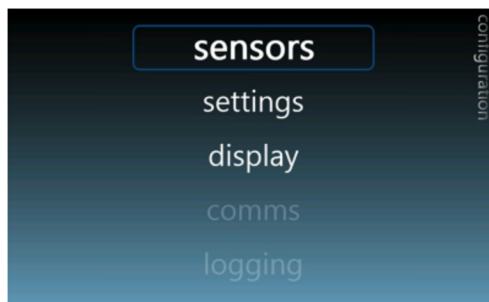 sensors
settings
display
comms
logging
configuration